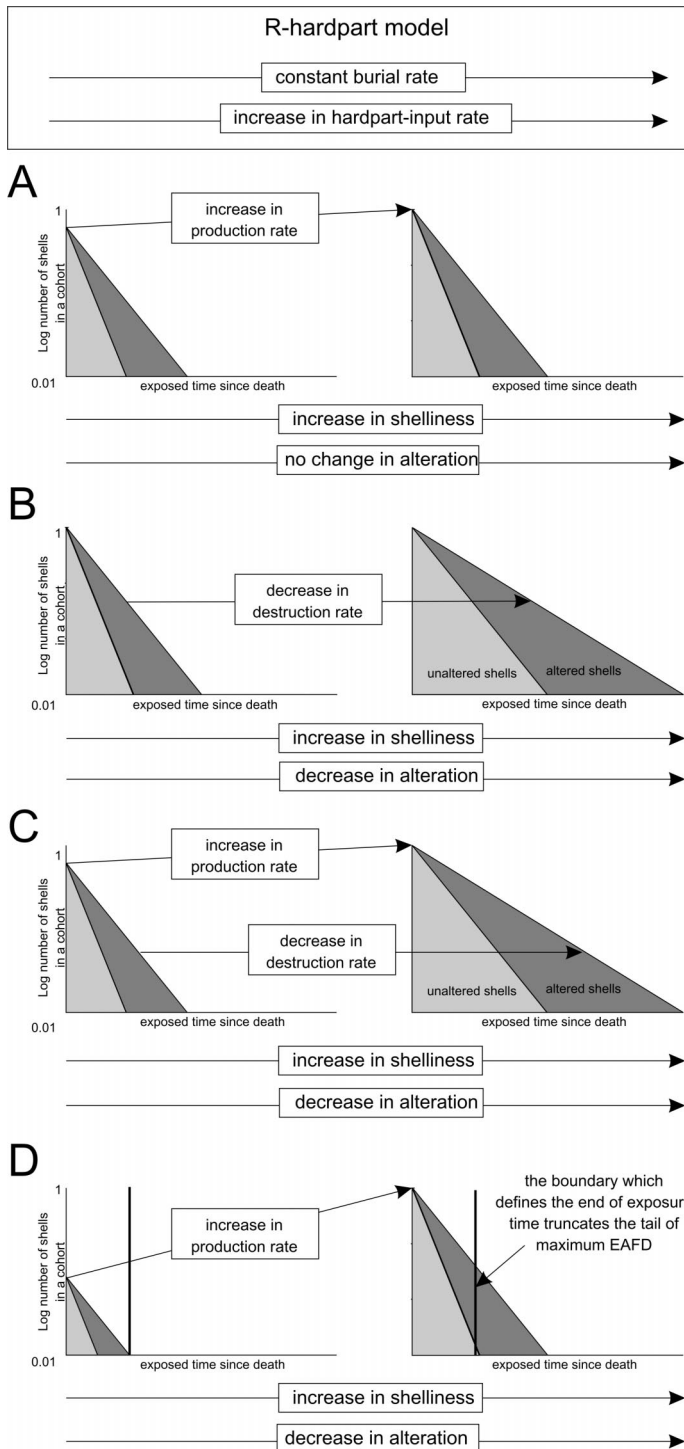 R-hardpart model
constant burial rate
increase in hardpart-input rate
A
1
Log number of shells
in a cohort
0.01
increase in
production rate
exposed time since death
exposed time since death
increase in shelliness
no change in alteration
B
1
Log number of shells
in a cohort
0.01
decrease in
destruction rate
unaltered shells
altered shells
exposed time since death
exposed time since death
increase in shelliness
decrease in alteration
C
1
Log number of shells
in a cohort
0.01
increase in
production rate
decrease in
destruction rate
unaltered shells
altered shells
exposed time since death
exposed time since death
increase in shelliness
decrease in alteration
D
1
Log number of shells
in a cohort
0.01
increase in
production rate
the boundary which
defines the end of exposur
time truncates the tail of
maximum EAFD
exposed time since death
exposed time since death
increase in shelliness
decrease in alteration